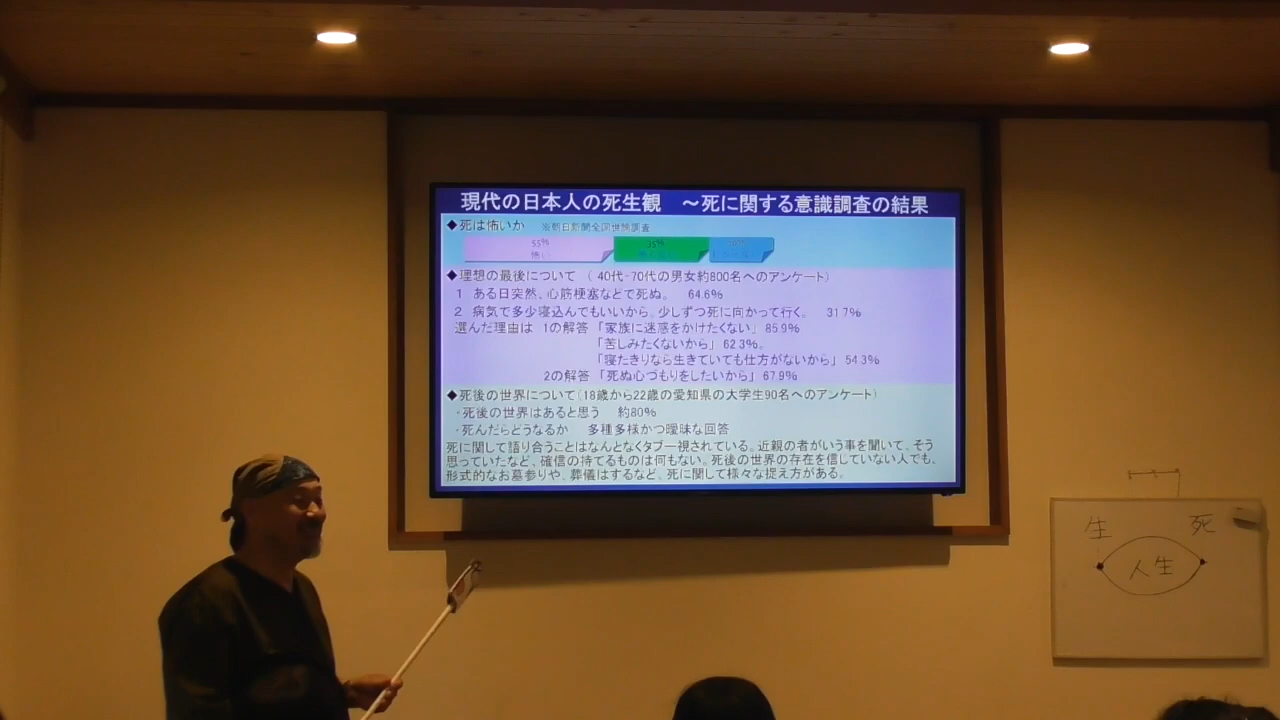 現代の日本人の死生観　～死に関する意識調査の結果
◆死は怖いか　※朝日新聞全国世論調査
55%　35%
怖い
◆理想の最後について　（ 40代-70代の男女約800名へのアンケート）
1　ある日突然、心筋梗塞などで死ぬ。　64.6%
2　病気で多少寝込んでもいいから、少しずつ死に向かって行く。　31.7%
選んだ理由は　1の解答　「家族に迷惑をかけたくない」 85.9%
「苦しみたくないから」 62.3%。
「寝たきりなら生きていても仕方がないから」 54.3%
2の解答　「死ぬ心づもりをしたいから」 67.9%
◆死後の世界について（18歳から22歳の愛知県の大学生90名へのアンケート）
・死後の世界はあると思う　約80%
・死んだらどうなるか　多種多様かつ曖昧な回答
死に関して語り合うことはなんとなくタブー視されている。近親の者がいう事を聞いて、そう
思っていたなど、確信の持てるものは何もない。死後の世界の存在を信じていない人でも、
形式的なお墓参りや、葬儀はするなど、死に関して様々な捉え方がある。
生　死
人生